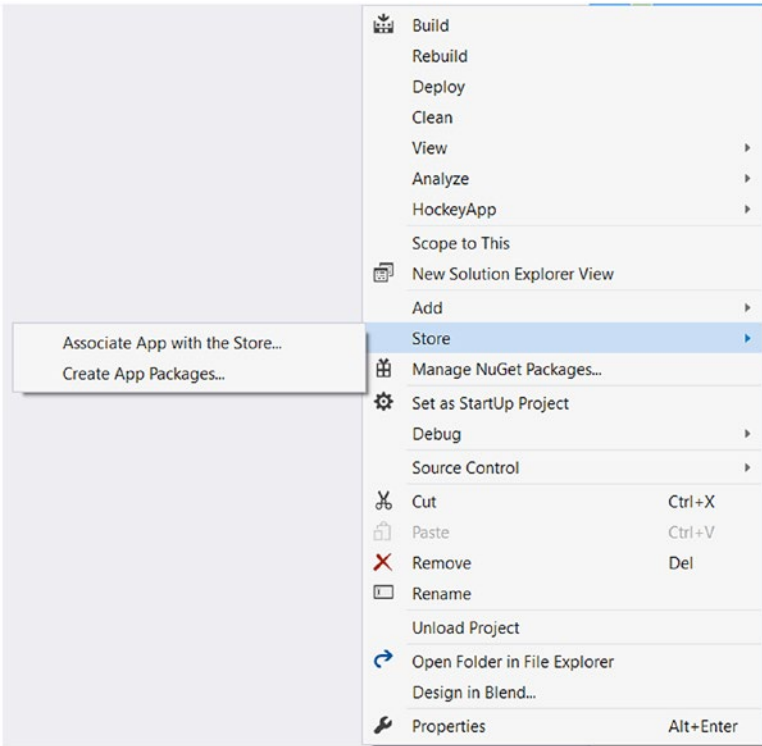 Build
Rebuild
Deploy
Clean
View
Analyze
HockeyApp
Scope to This
New Solution Explorer View
Add
Store
Associate App with the Store...
Create App Packages...
Manage NuGet Packages...
Set as StartUp Project
Debug
Source Control
Cut Ctrl+X
Paste Ctrl+V
Remove Del
Rename
Unload Project
Open Folder in File Explorer
Design in Blend...
Properties Alt+Enter